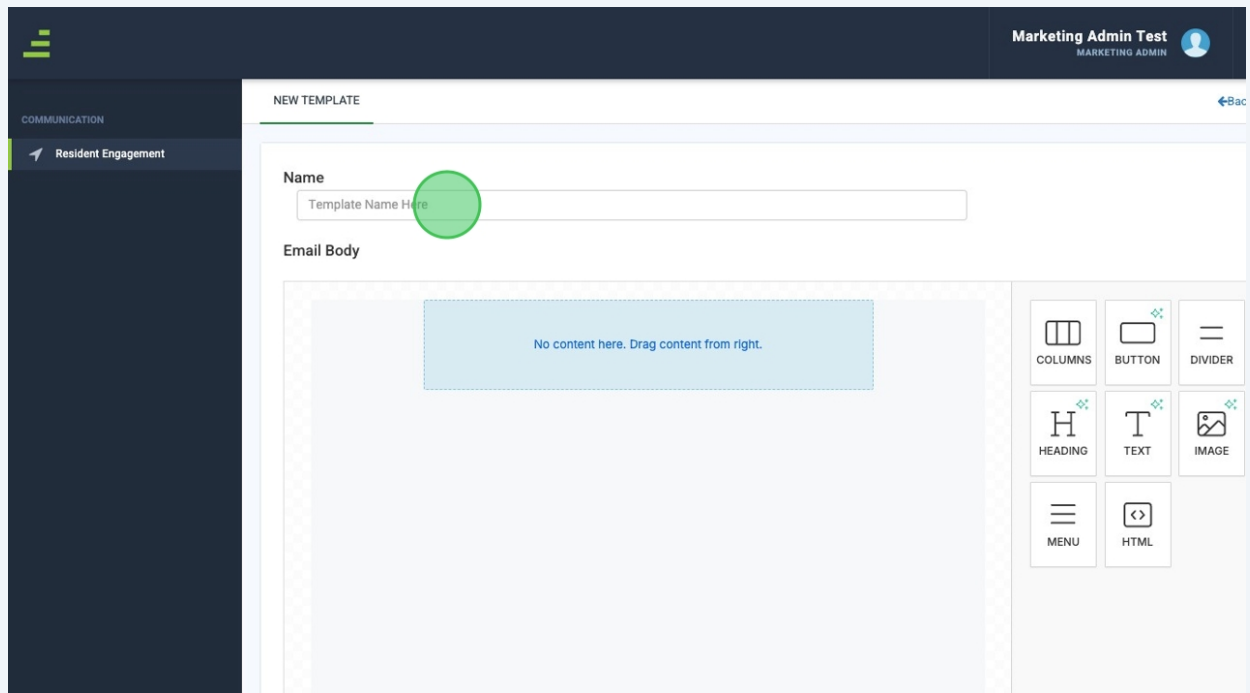 Marketing Admin Test
MARKETING ADMIN
COMMUNICATION
Resident Engagement
NEW TEMPLATE
Bac
Name
Template Name Here
Email Body
No content here. Drag content from right.
COLUMNS
BUTTON
DIVIDER
HEADING
TEXT
IMAGE
MENU
HTML